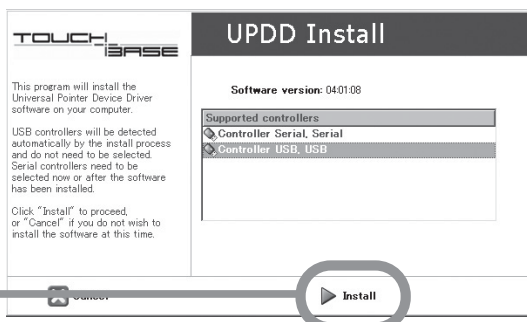 TOUCH
BASE
UPDD Install
This program will install the
Universal Pointer Device Driver
software on your computer.
USB controllers will be detected
automatically by the install process
and do not need to be selected.
Serial controllers need to be
selected now or after the software
has been installed.
Click "Install" to proceed,
or "Cancel" if you do not wish to
install the software at this time.
Software version: 04:01:08
Supported controllers
Controller Serial, Serial
Controller USB, USB
Install